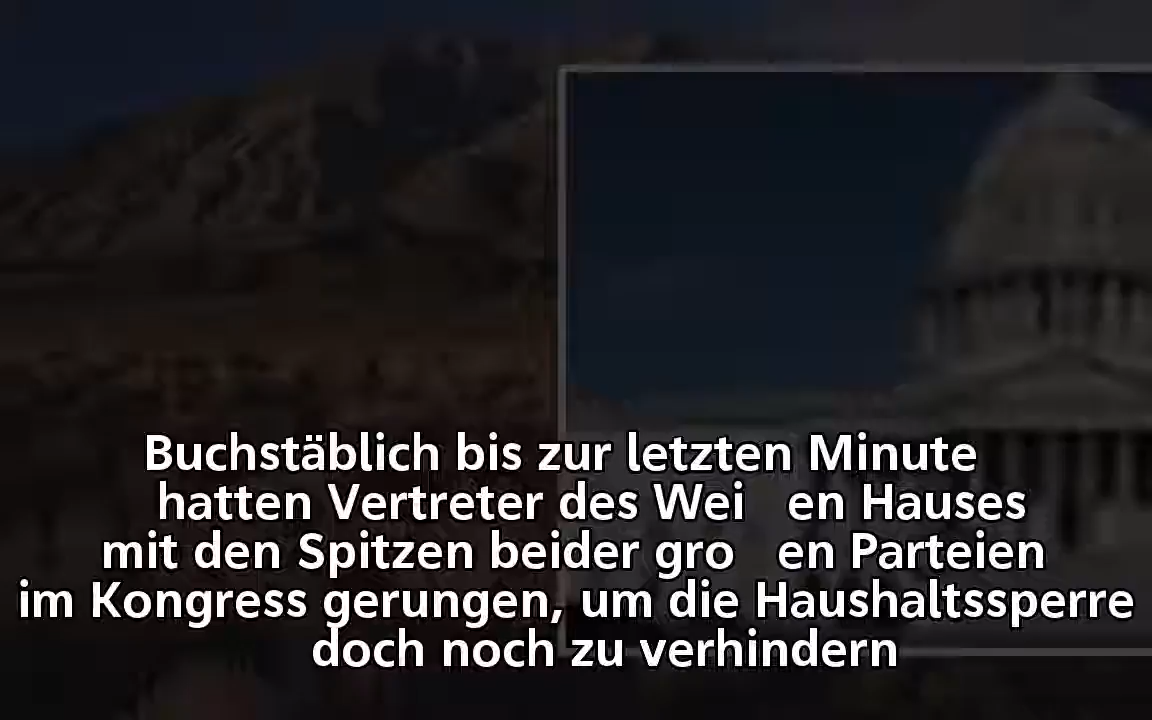 Buchstäblich bis zur letzten Minute
hatten Vertreter des Wei en Hauses
mit den Spitzen beider gro en Parteien
im Kongress gerungen, um die Haushaltssperre
doch noch zu verhindern